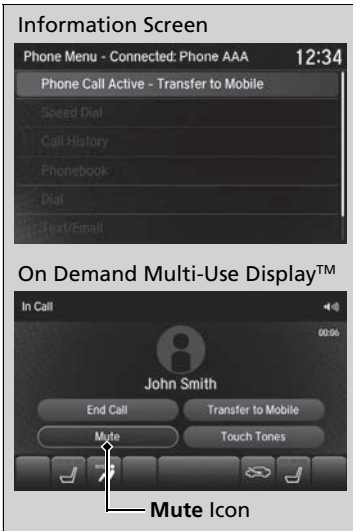 Information Screen
Phone Menu - Connected: Phone AAA 12:34
Phone Call Active - Transfer to Mobile
Speed Dial
Call History
Phonebook
Dial
Text/Email
On Demand Multi-Use Display™
In Call
00:06
John Smith
End Call Transfer to Mobile
Mute Touch Tones
Mute Icon